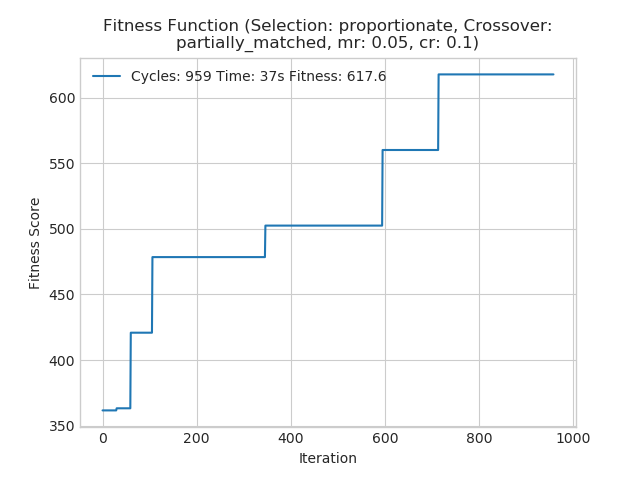 Fitness Function (Selection: proportionate, Crossover:
partially_matched, mr: 0.05, cr: 0.1)
Cycles: 959 Time: 37s Fitness: 617.6
Fitness Score
600
550
500
450
400
350
0 200 400 600 800 1000
Iteration